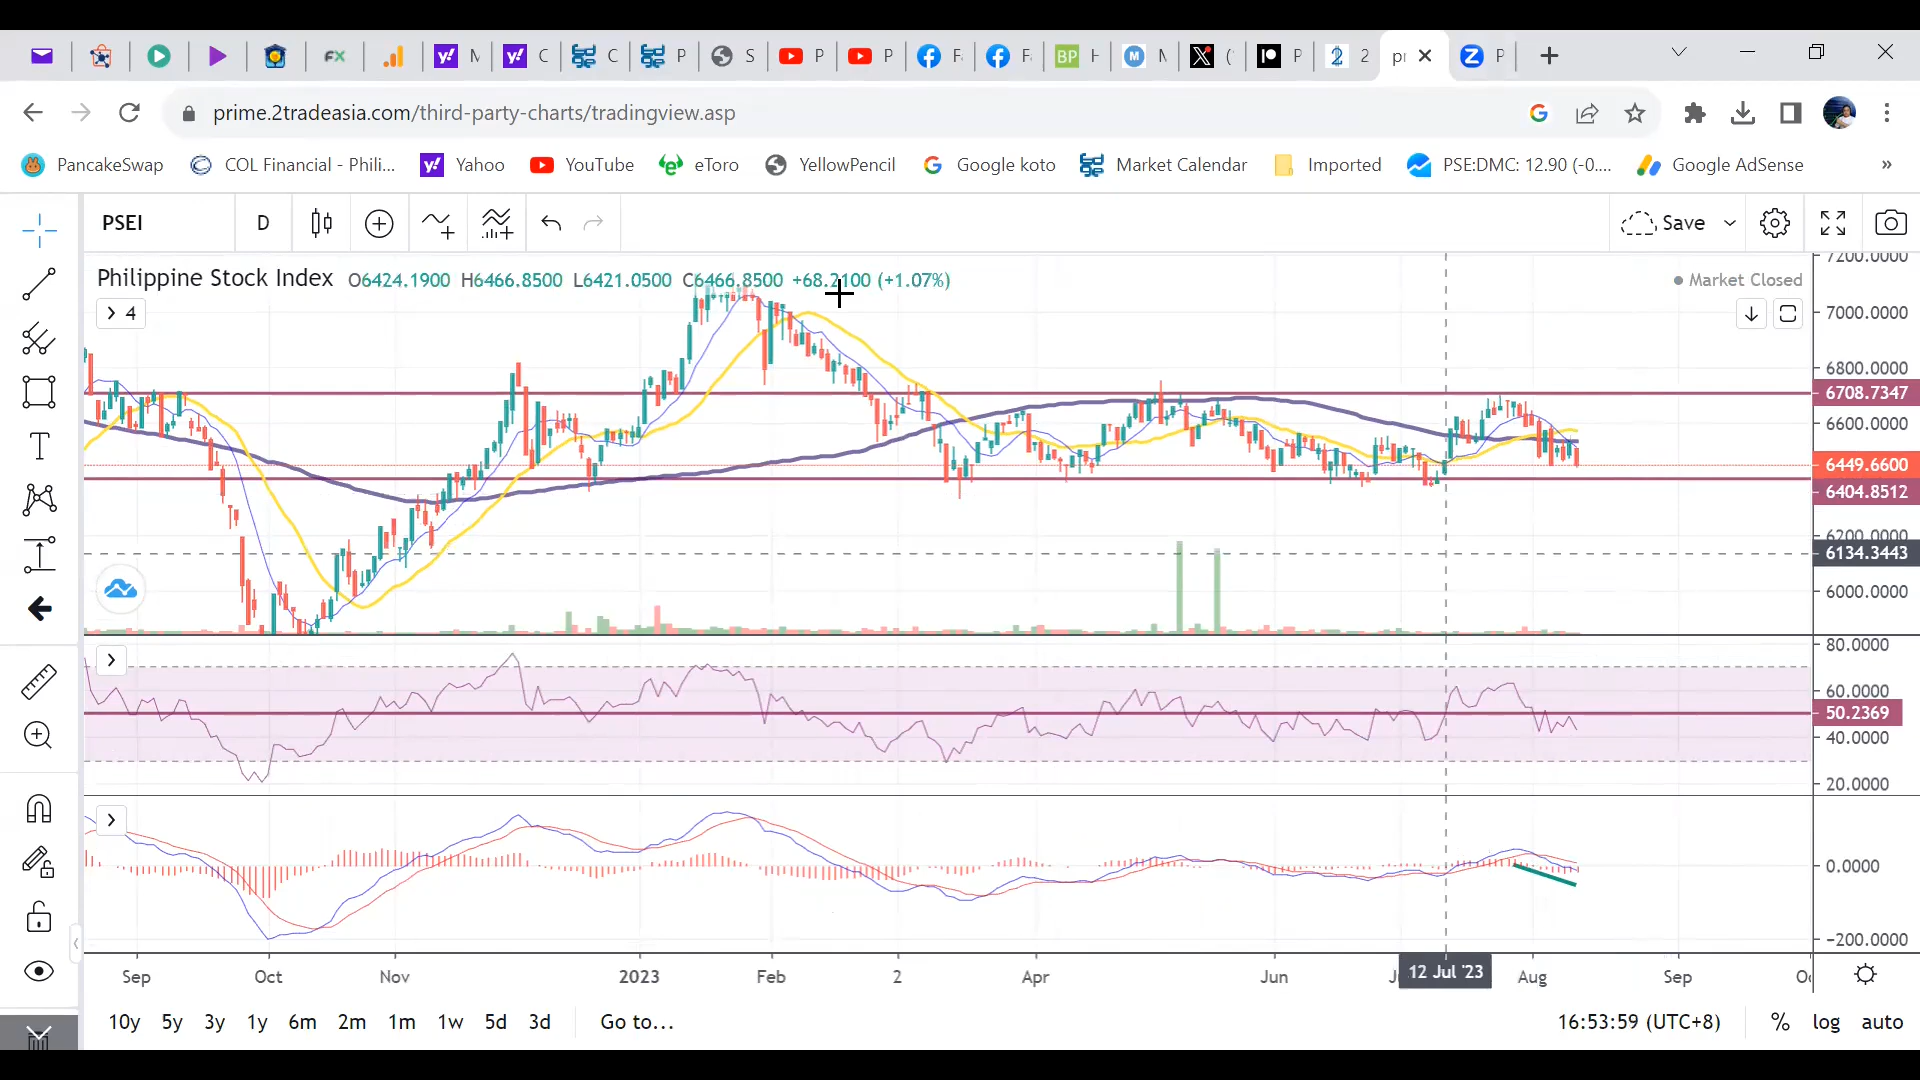 FX M C C P S P P F F BP H M M ( P 2 pr P
prime.2tradeasia.com/third-party-charts/tradingview.asp
PancakeSwap COL Financial - Phili... Yahoo YouTube eToro YellowPencil Google koto Market Calendar Imported PSE:DMC: 12.90 (-0.... Google AdSense »
PSEI D Save
Philippine Stock Index O6424.1900 H6466.8500 L6421.0500 C6466.8500 +68.2100 (+1.07%) Market Closed
4
7200.0000
7000.0000
6800.0000
6708.7347
6600.0000
6449.6600
6404.8512
6200.0000
6134.3443
6000.0000
80.0000
60.0000
50.2369
40.0000
20.0000
0.0000
-200.0000
Sep Oct Nov 2023 Feb 2 Apr Jun 12 Jul '23 Aug Sep
10y 5y 3y 1y 6m 2m 1m 1w 5d 3d Go to... 16:53:59 (UTC+8) % log auto